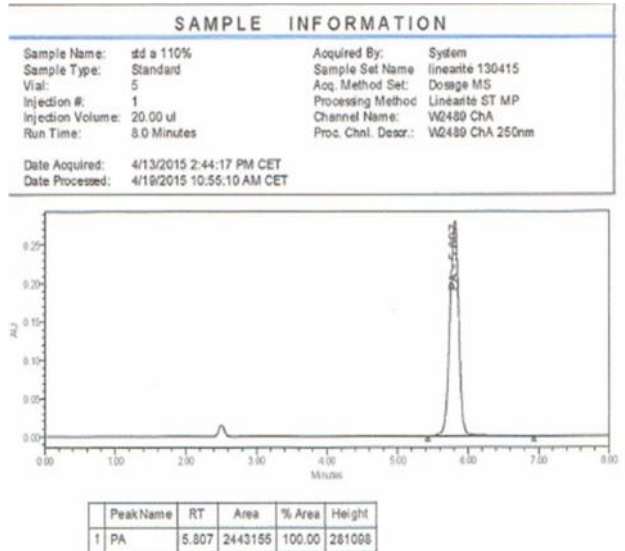 SAMPLE INFORMATION
Sample Name: std a 110%
Sample Type: Standard
Vial: 5
Injection #: 1
Injection Volume: 20.00 ul
Run Time: 8.0 Minutes
Date Acquired: 4/13/2015 2:44:17 PM CET
Date Processed: 4/19/2015 10:55:10 AM CET
Acquired By: System
Sample Set Name linearité 130415
Acq. Method Set: Dosage MS
Processing Method Linéarité ST MP
Channel Name: W2489 ChA
Proc. Chnl. Descr.: W2489 ChA 250nm
AU
0.25
0.20
0.15
0.10
0.05
0.00
PA - 5.807
0.00 1.00 2.00 3.00 4.00 5.00 6.00 7.00 8.00
Minutes
Peak Name RT Area % Area Height
1 PA 5.807 2443155 100.00 281098